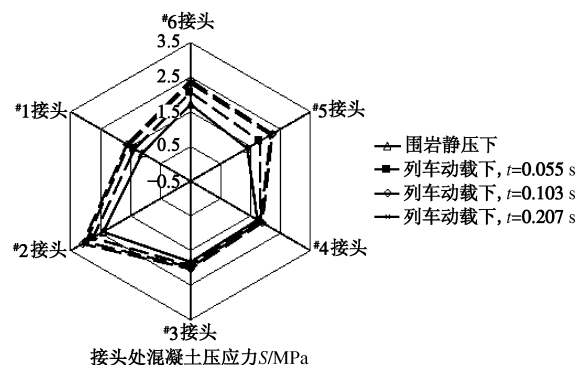 #6接头
3.5
2.5
1.5
0.5
-0.5
#1接头
#5接头
#2接头
#4接头
#3接头
围岩静压下
列车动载下, t=0.055 s
列车动载下, t=0.103 s
列车动载下, t=0.207 s
接头处混凝土压应力S/MPa